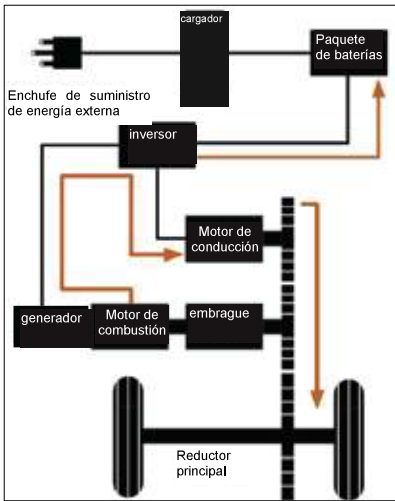 cargador
Paquete
de baterías
Enchufe de suministro
de energía externa
inversor
Motor de
conducción
generador
Motor de
combustión
embrague
Reductor
principal